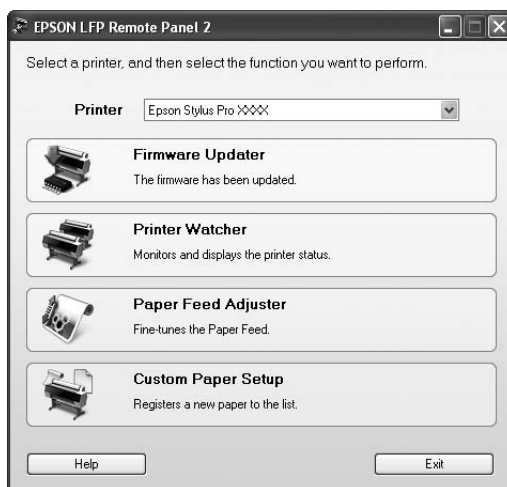 EPSON LFP Remote Panel 2
Select a printer, and then select the function you want to perform.
Printer Epson Stylus Pro XXXX
Firmware Updater
The firmware has been updated.
Printer Watcher
Monitors and displays the printer status.
Paper Feed Adjuster
Fine-tunes the Paper Feed.
Custom Paper Setup
Registers a new paper to the list.
Help Exit